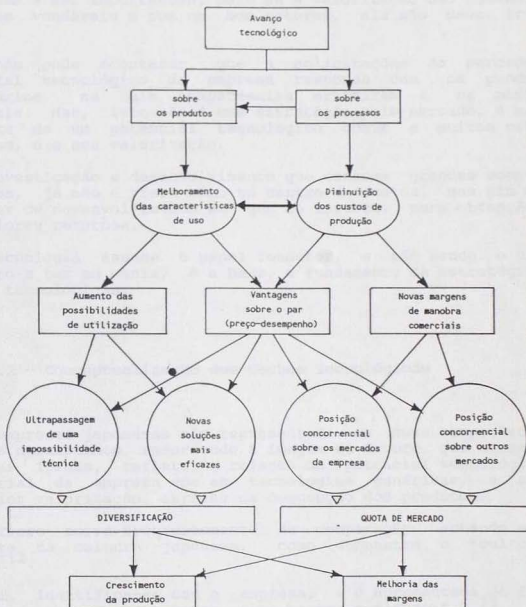 Avanço
tecnológico
sobre
os produtos
sobre
os processos
Melhoramento
das características
de uso
Diminuição
dos custos de
produção
Aumento das
possibilidades
de utilização
Vantagens
sobre o par
(preço-desempenho)
Novas margens
de manobra
comerciais
Ultrapassagem
de uma
impossibilidade
técnica
Novas
soluções
mais
eficazes
Posição
concorrencial
sobre os mercados
da empresa
Posição
concorrencial
sobre outros
mercados
DIVERSIFICAÇÃO
QUOTA DE MERCADO
Crescimento
da produção
Melhoria das
margens